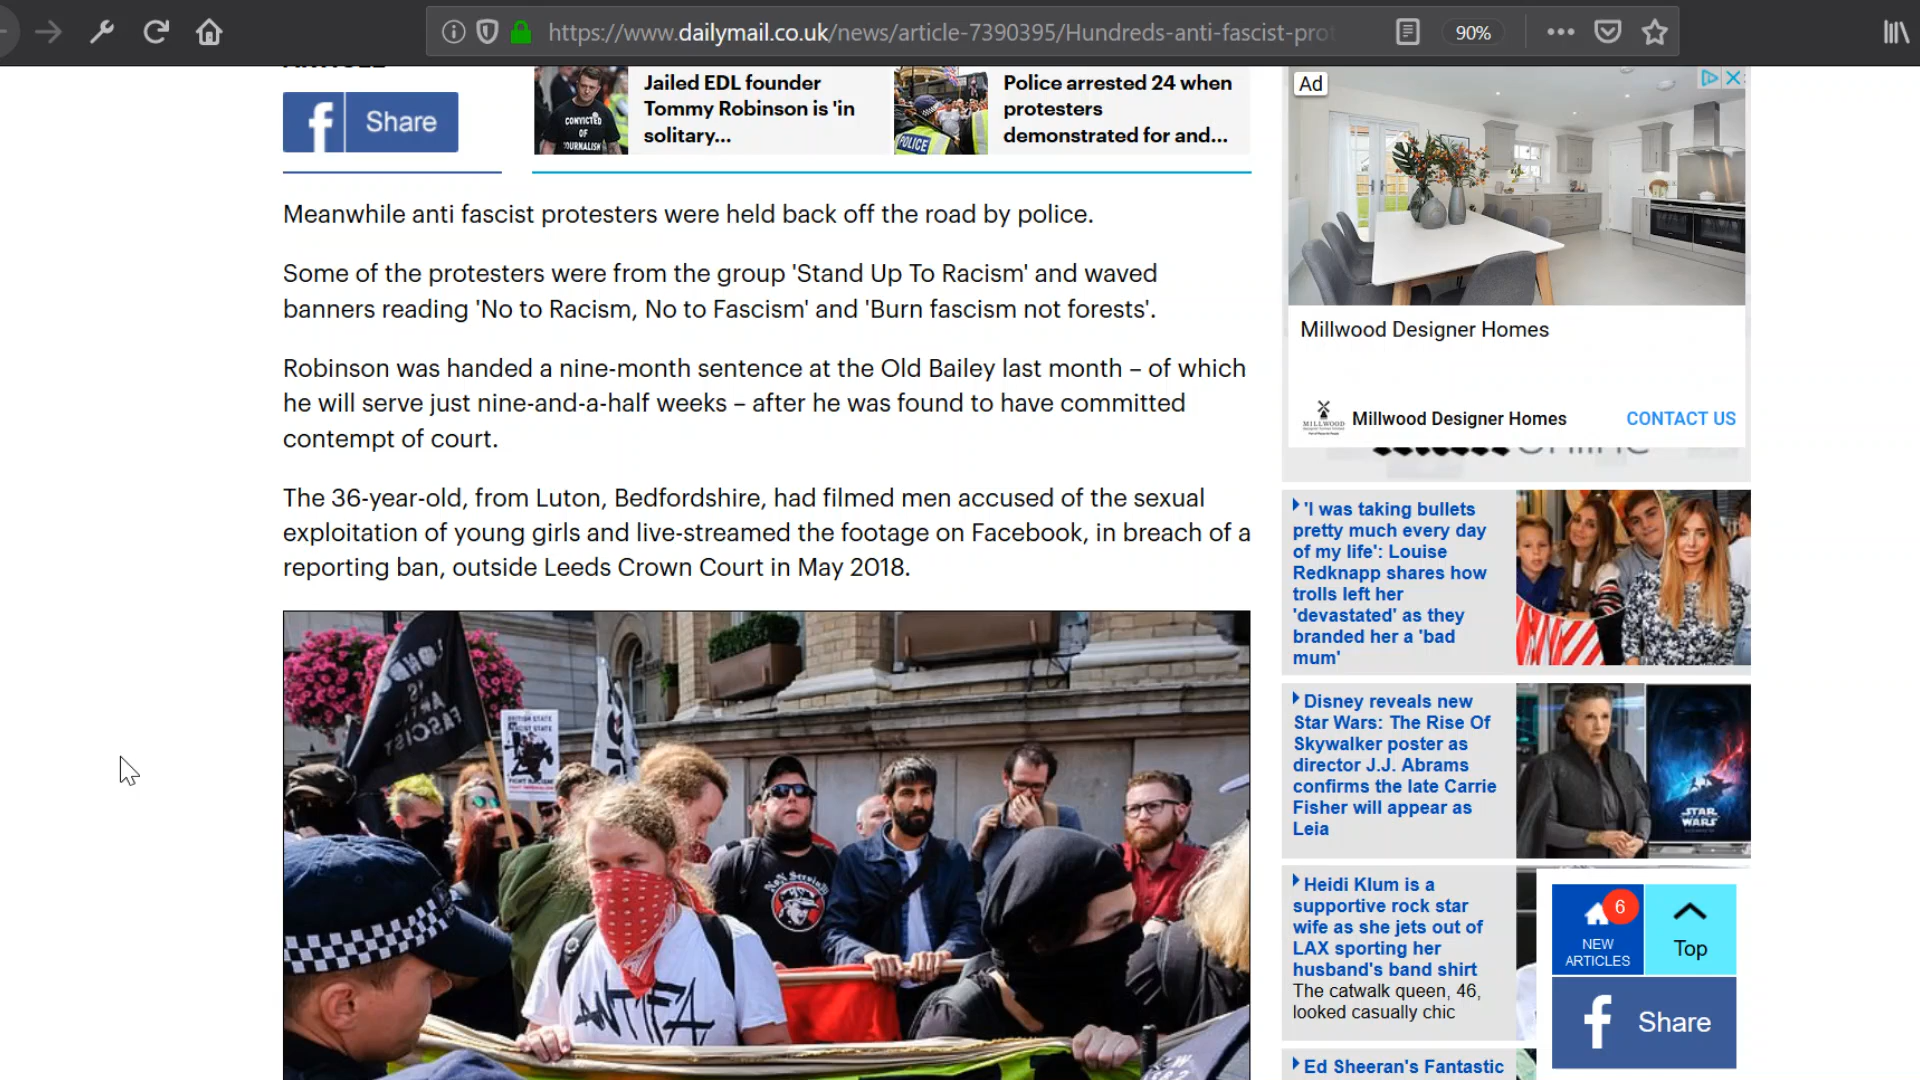 https://www.dailymail.co.uk/news/article-7390395/Hundreds-anti-fascist-prot
90%
Share
Jailed EDL founder
Tommy Robinson is 'in
solitary...
CONVICTED
OF
JOURNALISM
Police arrested 24 when
protesters
demonstrated for and...
POLICE
Ad
Meanwhile anti fascist protesters were held back off the road by police.
Some of the protesters were from the group 'Stand Up To Racism' and waved
banners reading 'No to Racism, No to Fascism' and 'Burn fascism not forests'.
Robinson was handed a nine-month sentence at the Old Bailey last month – of which
he will serve just nine-and-a-half weeks – after he was found to have committed
contempt of court.
The 36-year-old, from Luton, Bedfordshire, had filmed men accused of the sexual
exploitation of young girls and live-streamed the footage on Facebook, in breach of a
reporting ban, outside Leeds Crown Court in May 2018.
Millwood Designer Homes
MILLWOOD
Millwood Designer Homes
CONTACT US
'I was taking bullets
pretty much every day
of my life': Louise
Redknapp shares how
trolls left her
'devastated' as they
branded her a 'bad
mum'
Disney reveals new
Star Wars: The Rise Of
Skywalker poster as
director J.J. Abrams
confirms the late Carrie
Fisher will appear as
Leia
STAR
WARS
Heidi Klum is a
supportive rock star
wife as she jets out of
LAX sporting her
husband's band shirt
The catwalk queen, 46,
looked casually chic
Ed Sheeran's Fantastic
6
NEW
ARTICLES
Top
Share
BRITISH STATE
ANTIFA